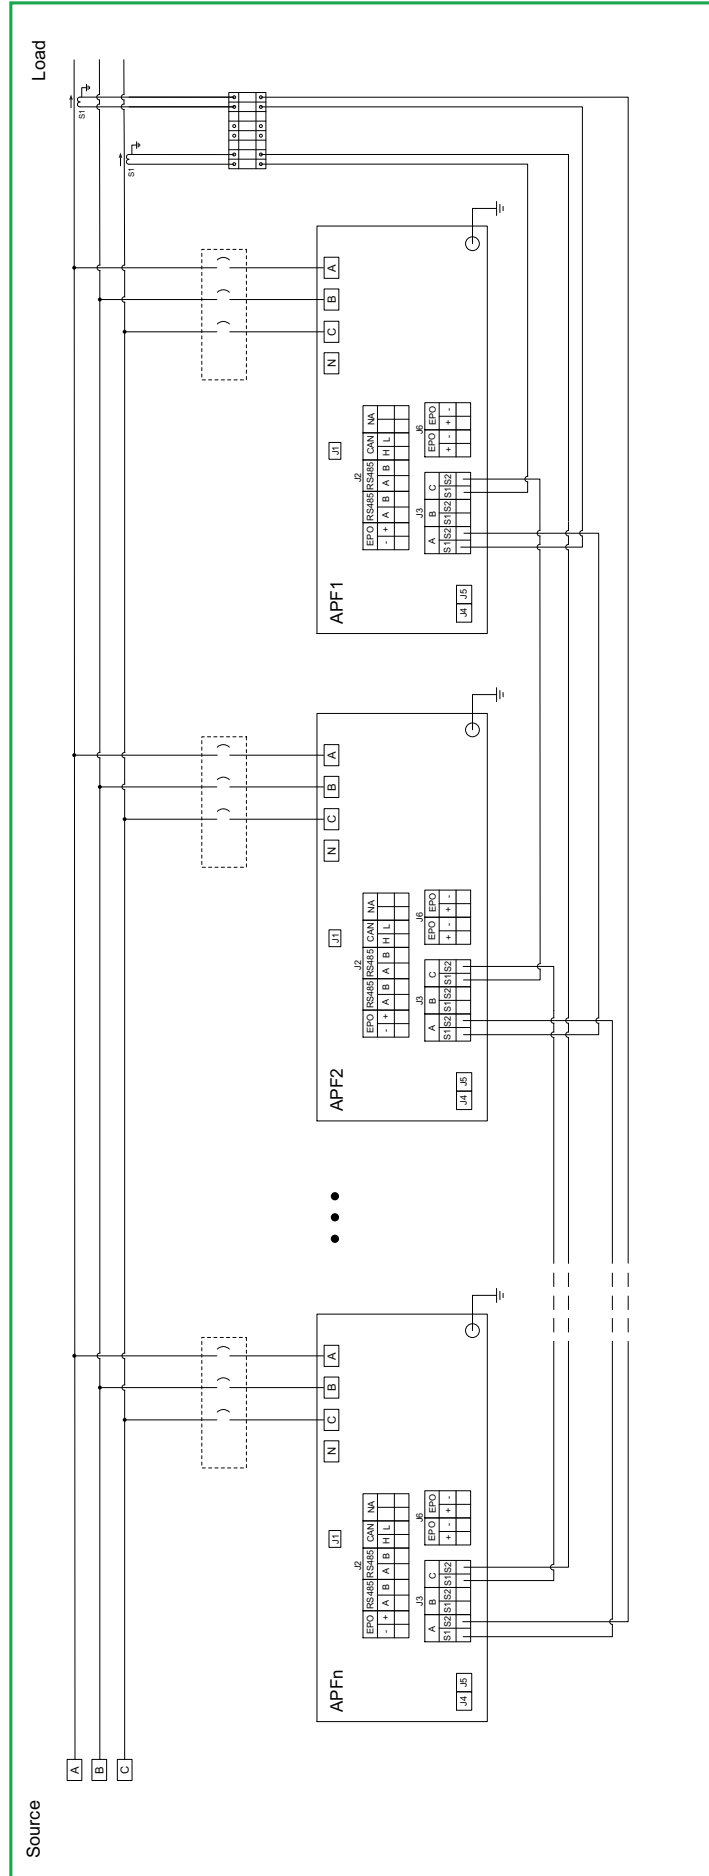 Source
Load
A
S1
B
C
S1
APFn
J1
N C B A
J2
EPO RS485 RS485 CAN NA
- + A B A B H L
J3
A B C
S1 S2 S1 S2 S1 S2
J6
EPO EPO
+ - + -
J4 J5
APF2
J1
N C B A
J2
EPO RS485 RS485 CAN NA
- + A B A B H L
J3
A B C
S1 S2 S1 S2 S1 S2
J6
EPO EPO
+ - + -
J4 J5
APF1
J1
N C B A
J2
EPO RS485 RS485 CAN NA
- + A B A B H L
J3
A B C
S1 S2 S1 S2 S1 S2
J6
EPO EPO
+ - + -
J4 J5